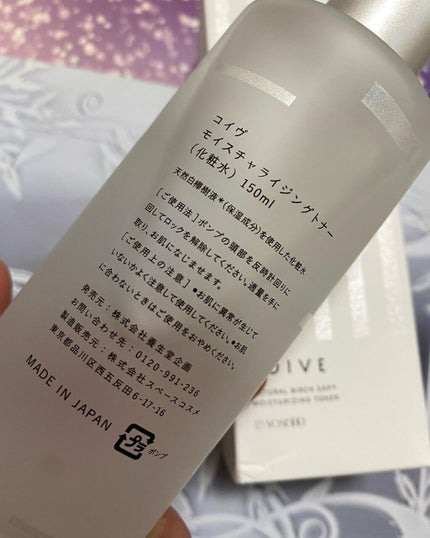 コイヴ
モイスチャライジングトナー
(化粧水) 150ml
天然白樺樹液*(保湿成分)を使用した化粧水
[ご使用法]ポンプの頭部を反時計回りに
回してロックを解除してください。適量を手に
取り、お肌になじませます。
[ご使用上の注意] ●お肌に異常が生じて
いないかよく注意して使用してください。●お肌
に合わないときはご使用をおやめください。
発売元:株式会社養生堂企画
お問い合わせ先:0120-991-236
製造販売元:株式会社スペースコスメ
東京都品川区西五反田6-17-16
MADE IN JAPAN
プラ
ポンプ
OIVE
NATURAL BIRCH SAP+
MOISTURIZING TONER